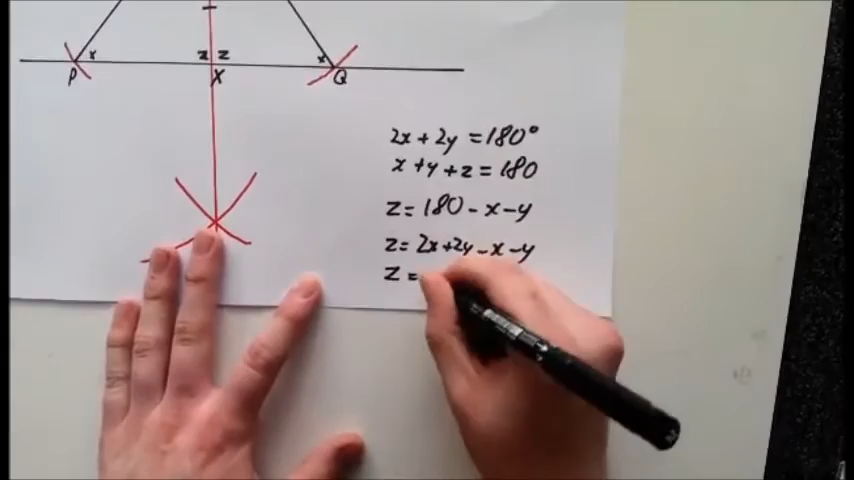 x z z x
P X Q
2x + 2y = 180°
x + y + z = 180
z = 180 - x - y
z = 2x + 2y - x - y
z =